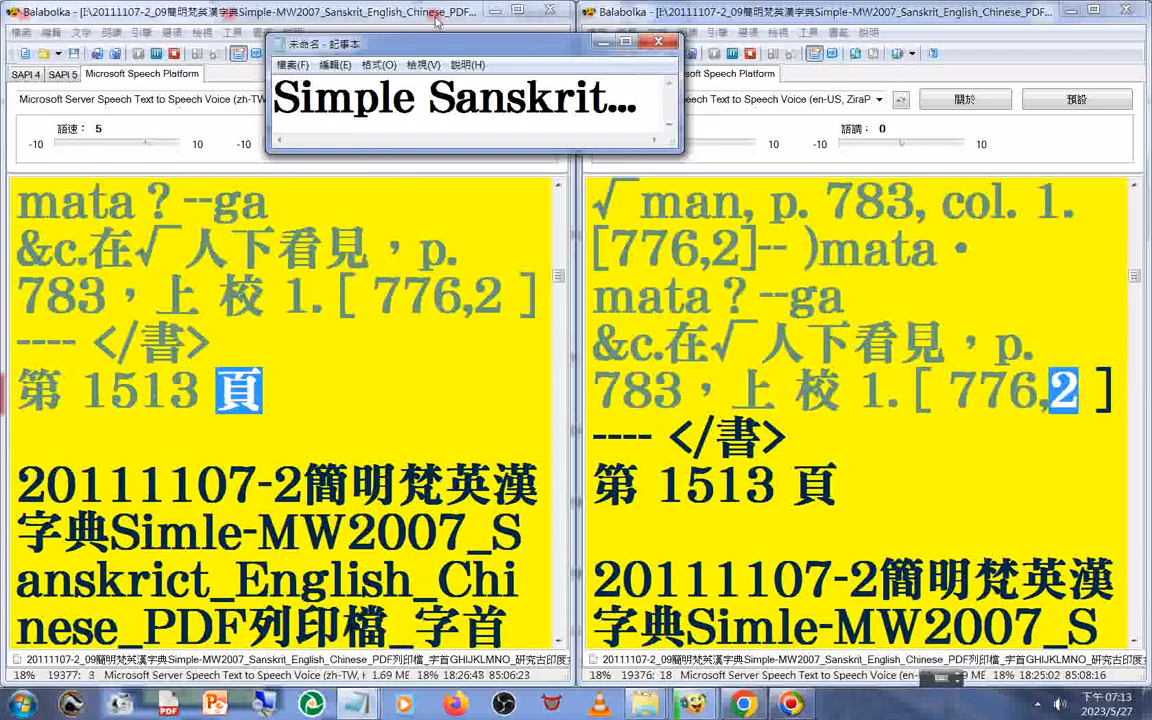 Balabolka - [I:\20111107-2_09簡明梵英漢字典Simple-MW2007_Sanskrit_English_Chinese_PDF...
Balabolka - [I:\20111107-2_09簡明梵英漢字典Simple-MW2007_Sanskrit_English_Chinese_PDF...
未命名 - 記事本
檔案(F) 編輯(E) 格式(O) 檢視(V) 說明(H)
Simple Sanskrit...
SAPI 4 SAPI 5 Microsoft Speech Platform
Speech Platform
Microsoft Server Speech Text to Speech Voice (zh-TW
eech Text to Speech Voice (en-US, ZiraP
關於
預設
語速： 5
-10 10 -10
語調： 0
10 -10 10
mata？--ga
&c.在√人下看見，p.
783，上 校 1.［ 776,2 ］
---- </書>
第 1513 頁
20111107-2簡明梵英漢
字典Simle-MW2007_S
anskrict_English_Chi
nese_PDF列印檔_字首
√man, p. 783, col. 1.
[776,2]-- )mata・
mata？--ga
&c.在√人下看見，p.
783，上 校 1.［ 776,2 ］
---- </書>
第 1513 頁
20111107-2簡明梵英漢
字典Simle-MW2007_S
20111107-2_09簡明梵英漢字典Simple-MW2007_Sanskrit_English_Chinese_PDF列印檔_字首GHIJKLMNO_研究古印度
20111107-2_09簡明梵英漢字典Simple-MW2007_Sanskrit_English_Chinese_PDF列印檔_字首GHIJKLMNO_研究古印度
18% 19377: 3 Microsoft Server Speech Text to Speech Voice (zh-TW, 1.69 MB 18% 18:26:43 85:06:23
18% 19376: 18 Microsoft Server Speech Text to Speech Voice 18% 18:25:02 85:08:16
下午 07:13
2023/5/27